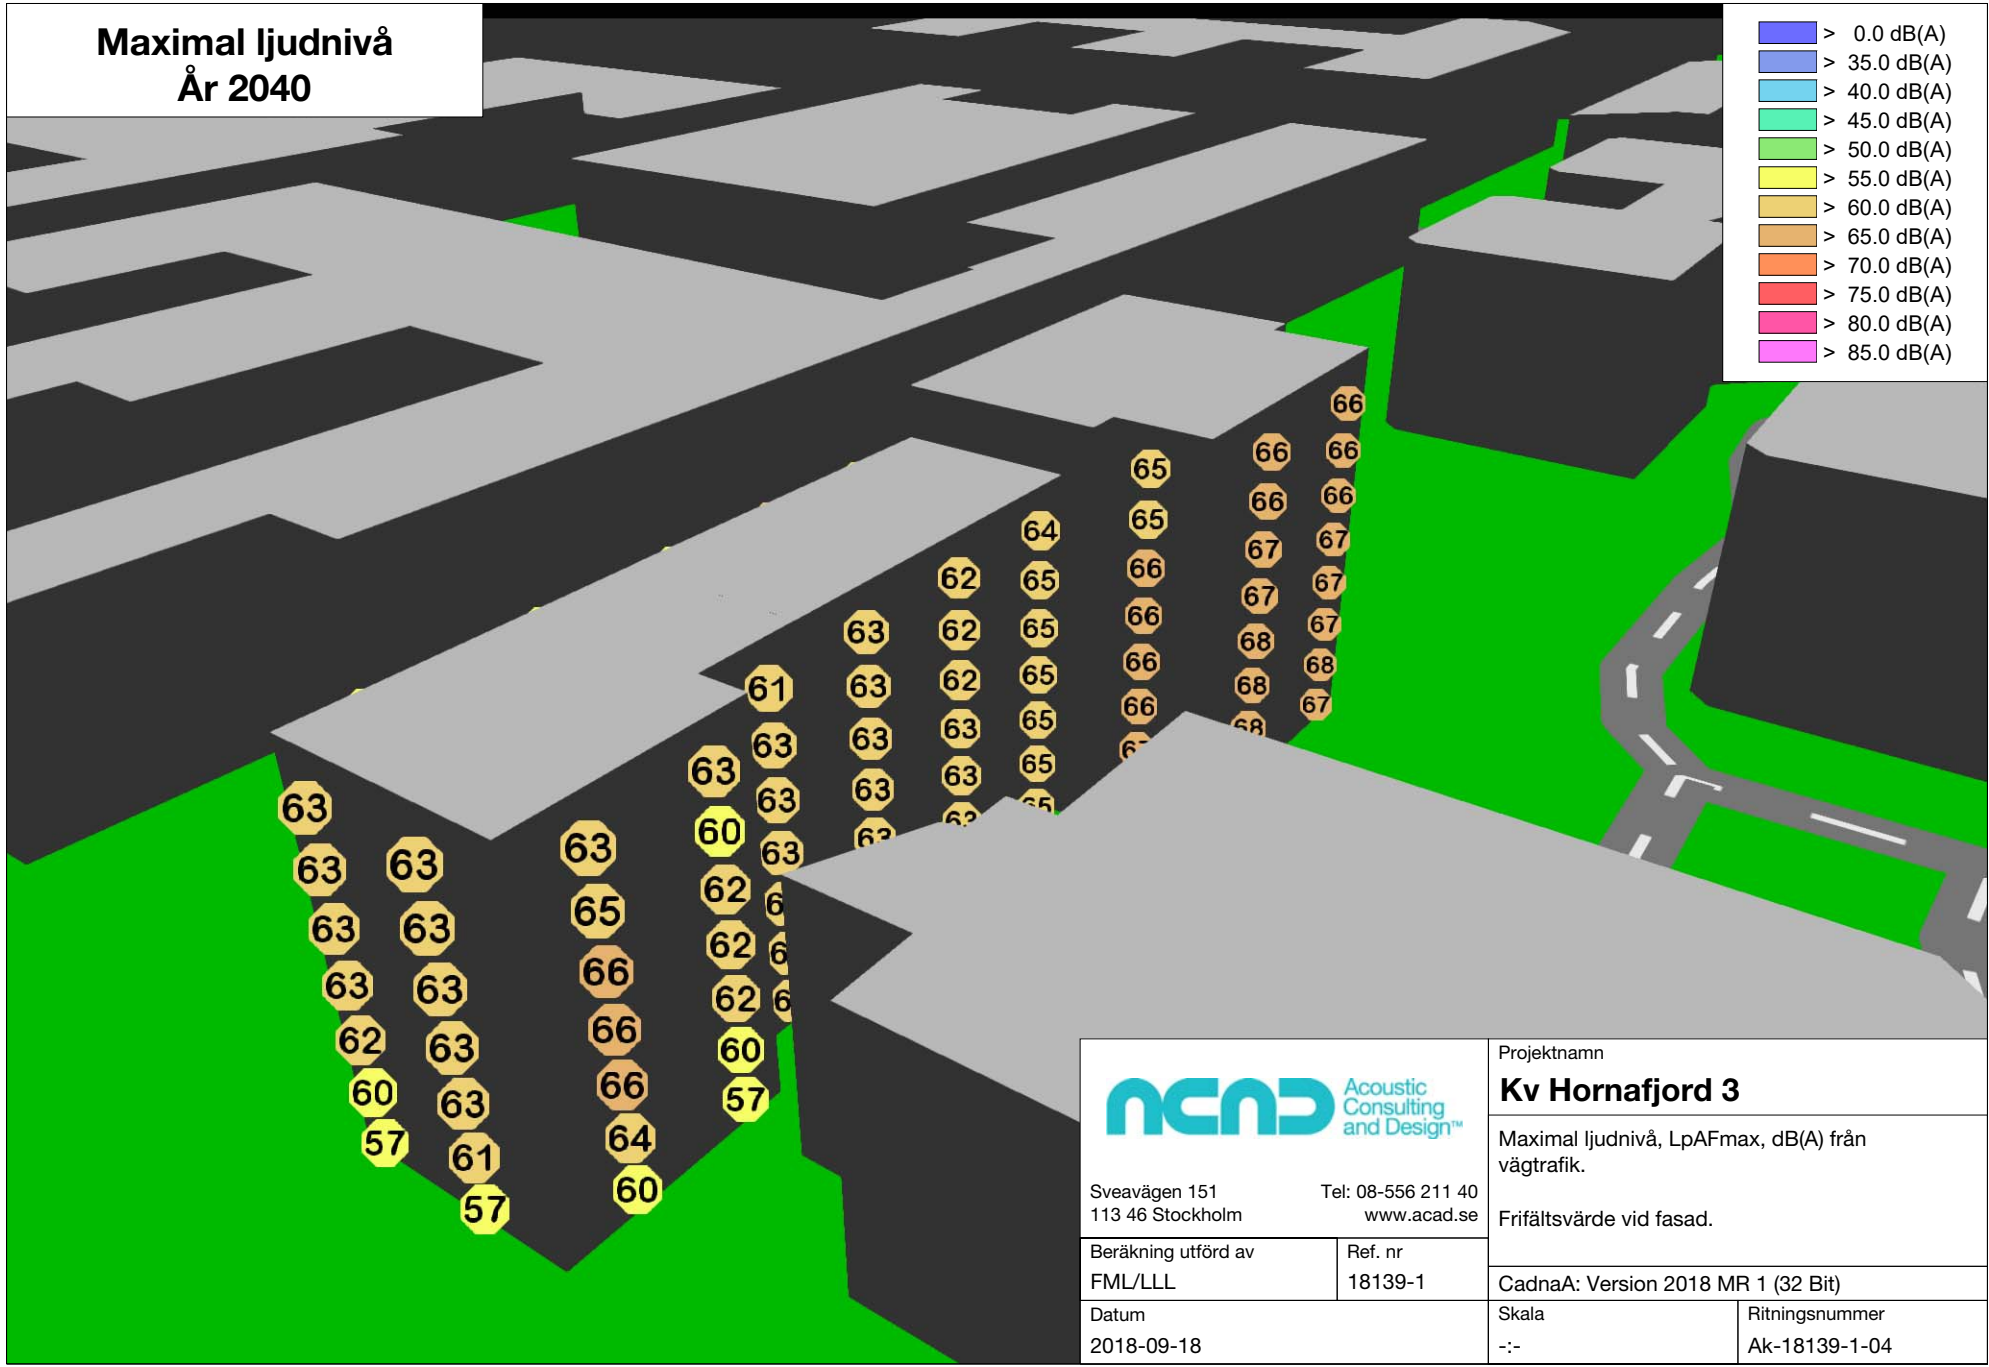 Maximal ljudnivå
År 2040
> 0.0 dB(A)
> 35.0 dB(A)
> 40.0 dB(A)
> 45.0 dB(A)
> 50.0 dB(A)
> 55.0 dB(A)
> 60.0 dB(A)
> 65.0 dB(A)
> 70.0 dB(A)
> 75.0 dB(A)
> 80.0 dB(A)
> 85.0 dB(A)
63
63
63
63
62
60
57
63
63
63
63
63
61
57
63
65
66
66
66
64
60
63
60
62
62
62
60
57
61
63
63
63
63
63
63
63
63
62
62
62
63
63
63
64
65
65
65
65
65
65
65
65
66
66
66
66
67
66
66
67
67
68
68
68
66
66
66
67
67
67
68
67
ACAD
Acoustic
Consulting
and Design™
Sveavägen 151 Tel: 08-556 211 40
113 46 Stockholm www.acad.se
Beräkning utförd av
FML/LLL
Ref. nr
18139-1
Datum
2018-09-18
Projektnamn
Kv Hornafjord 3
Maximal ljudnivå, LpAFmax, dB(A) från
vägtrafik.
Frifältsvärde vid fasad.
CadnaA: Version 2018 MR 1 (32 Bit)
Skala
-:-
Ritningsnummer
Ak-18139-1-04